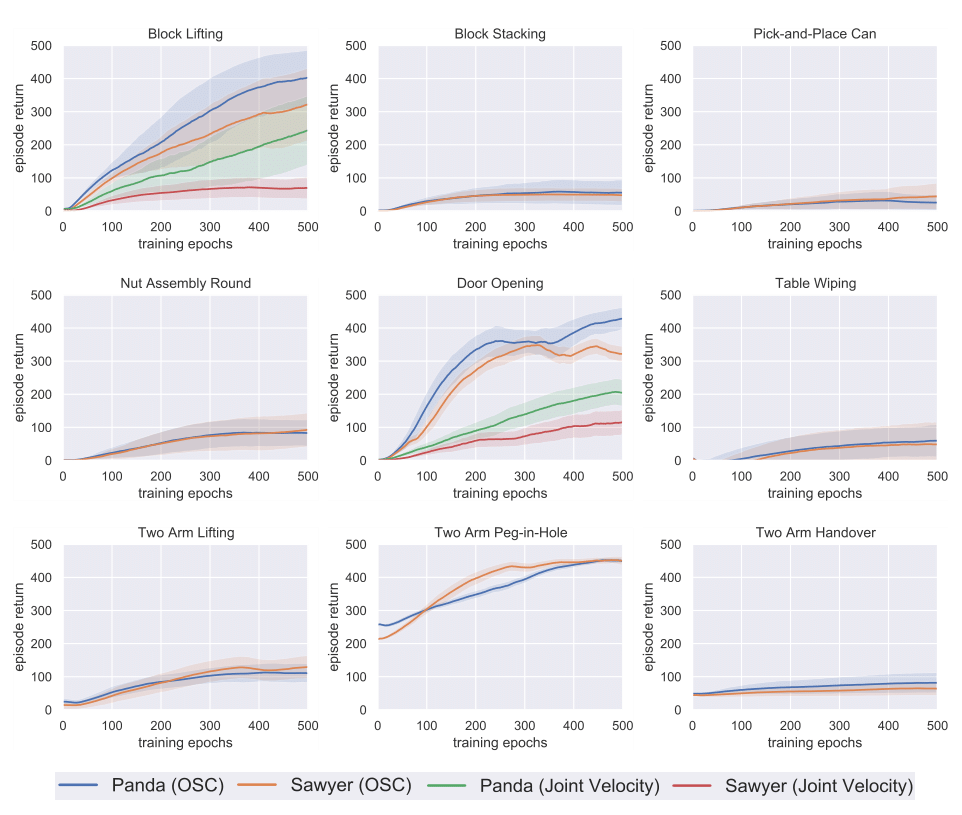 Block Lifting
500
400
300
200
100
0
episode return
0 100 200 300 400 500
training epochs
Block Stacking
500
400
300
200
100
0
episode return
0 100 200 300 400 500
training epochs
Pick-and-Place Can
500
400
300
200
100
0
episode return
0 100 200 300 400 500
training epochs
Nut Assembly Round
500
400
300
200
100
0
episode return
0 100 200 300 400 500
training epochs
Door Opening
500
400
300
200
100
0
episode return
0 100 200 300 400 500
training epochs
Table Wiping
500
400
300
200
100
0
episode return
0 100 200 300 400 500
training epochs
Two Arm Lifting
500
400
300
200
100
0
episode return
0 100 200 300 400 500
training epochs
Two Arm Peg-in-Hole
500
400
300
200
100
0
episode return
0 100 200 300 400 500
training epochs
Two Arm Handover
500
400
300
200
100
0
episode return
0 100 200 300 400 500
training epochs
Panda (OSC) Sawyer (OSC) Panda (Joint Velocity) Sawyer (Joint Velocity)